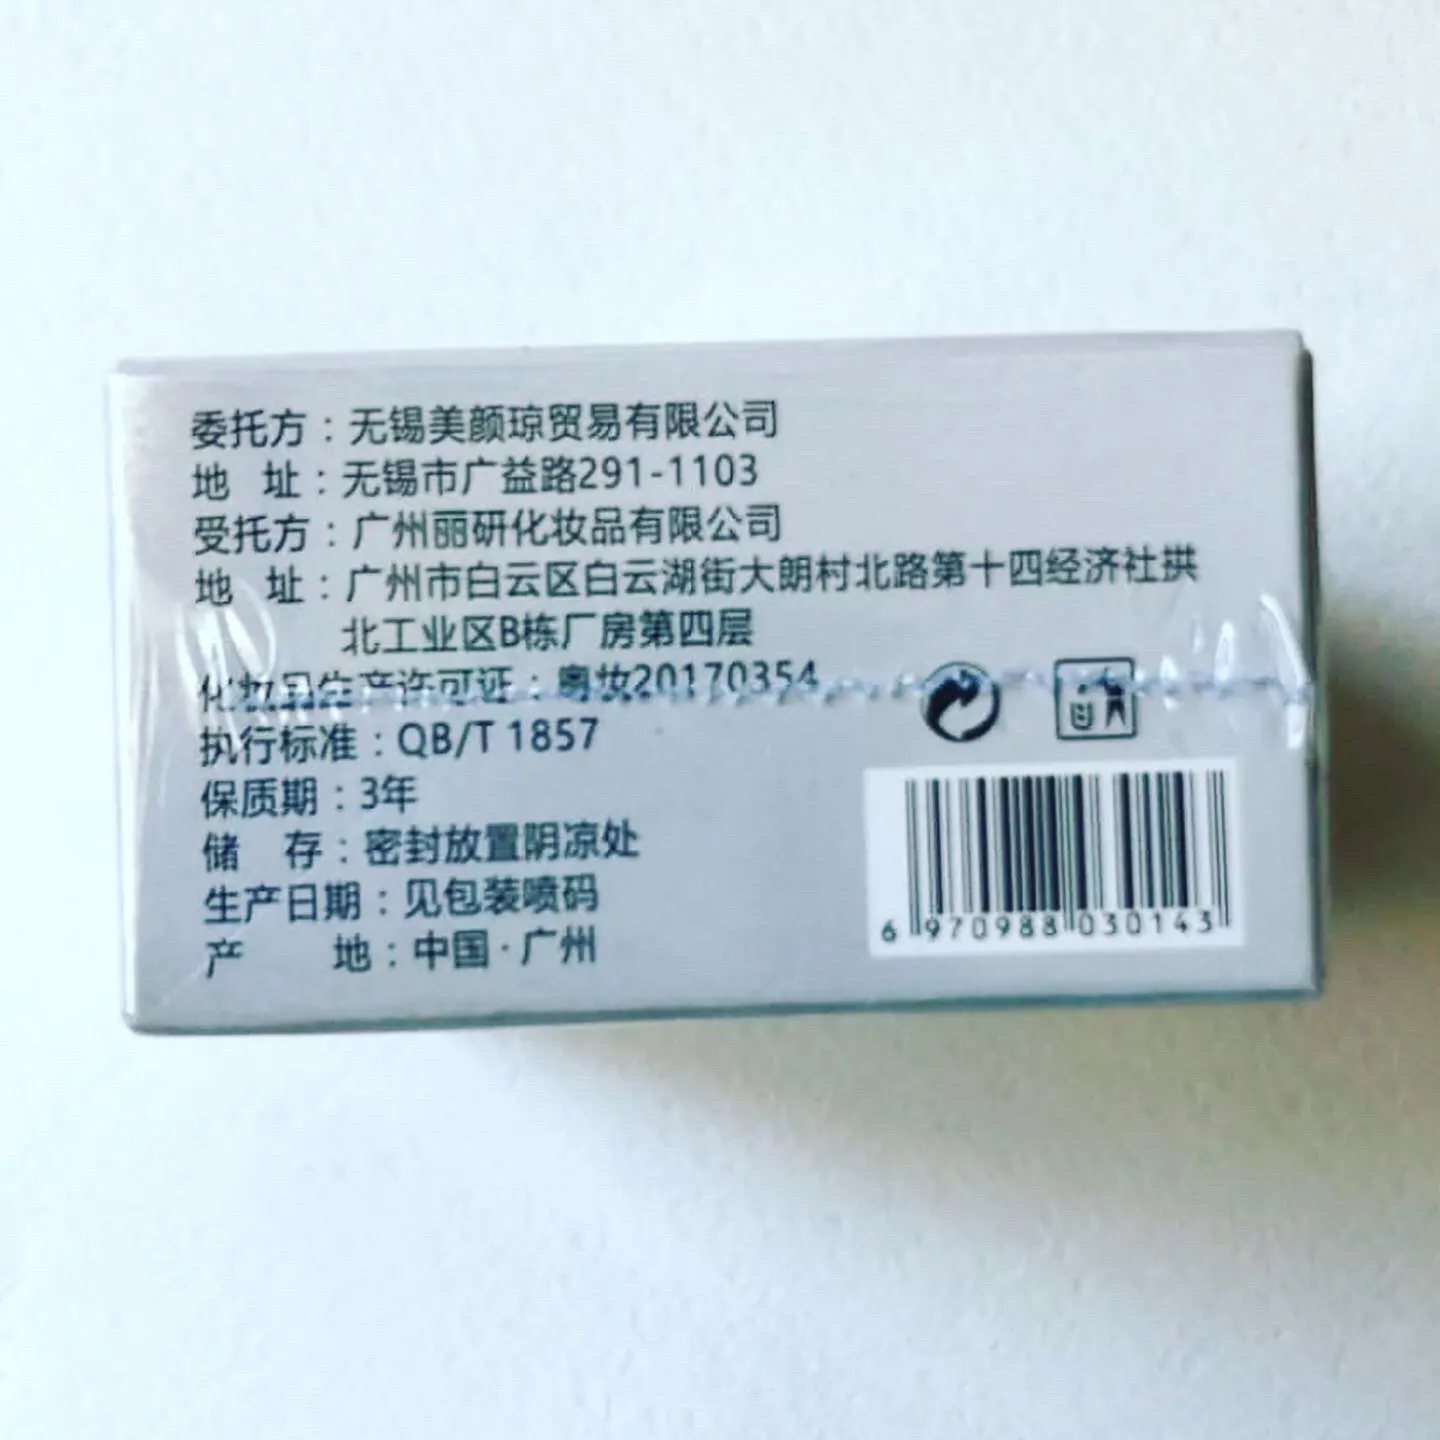 委托方：无锡美颜琼贸易有限公司
地 址：无锡市广益路291-1103
受托方：广州丽研化妆品有限公司
地 址：广州市白云区白云湖街大朗村北路第十四经济社拱
北工业区B栋厂房第四层
化妆品生产许可证：粤妆20170354
执行标准：QB/T 1857
保质期：3年
储 存：密封放置阴凉处
生产日期：见包装喷码
产 地：中国·广州
6 970988 030143